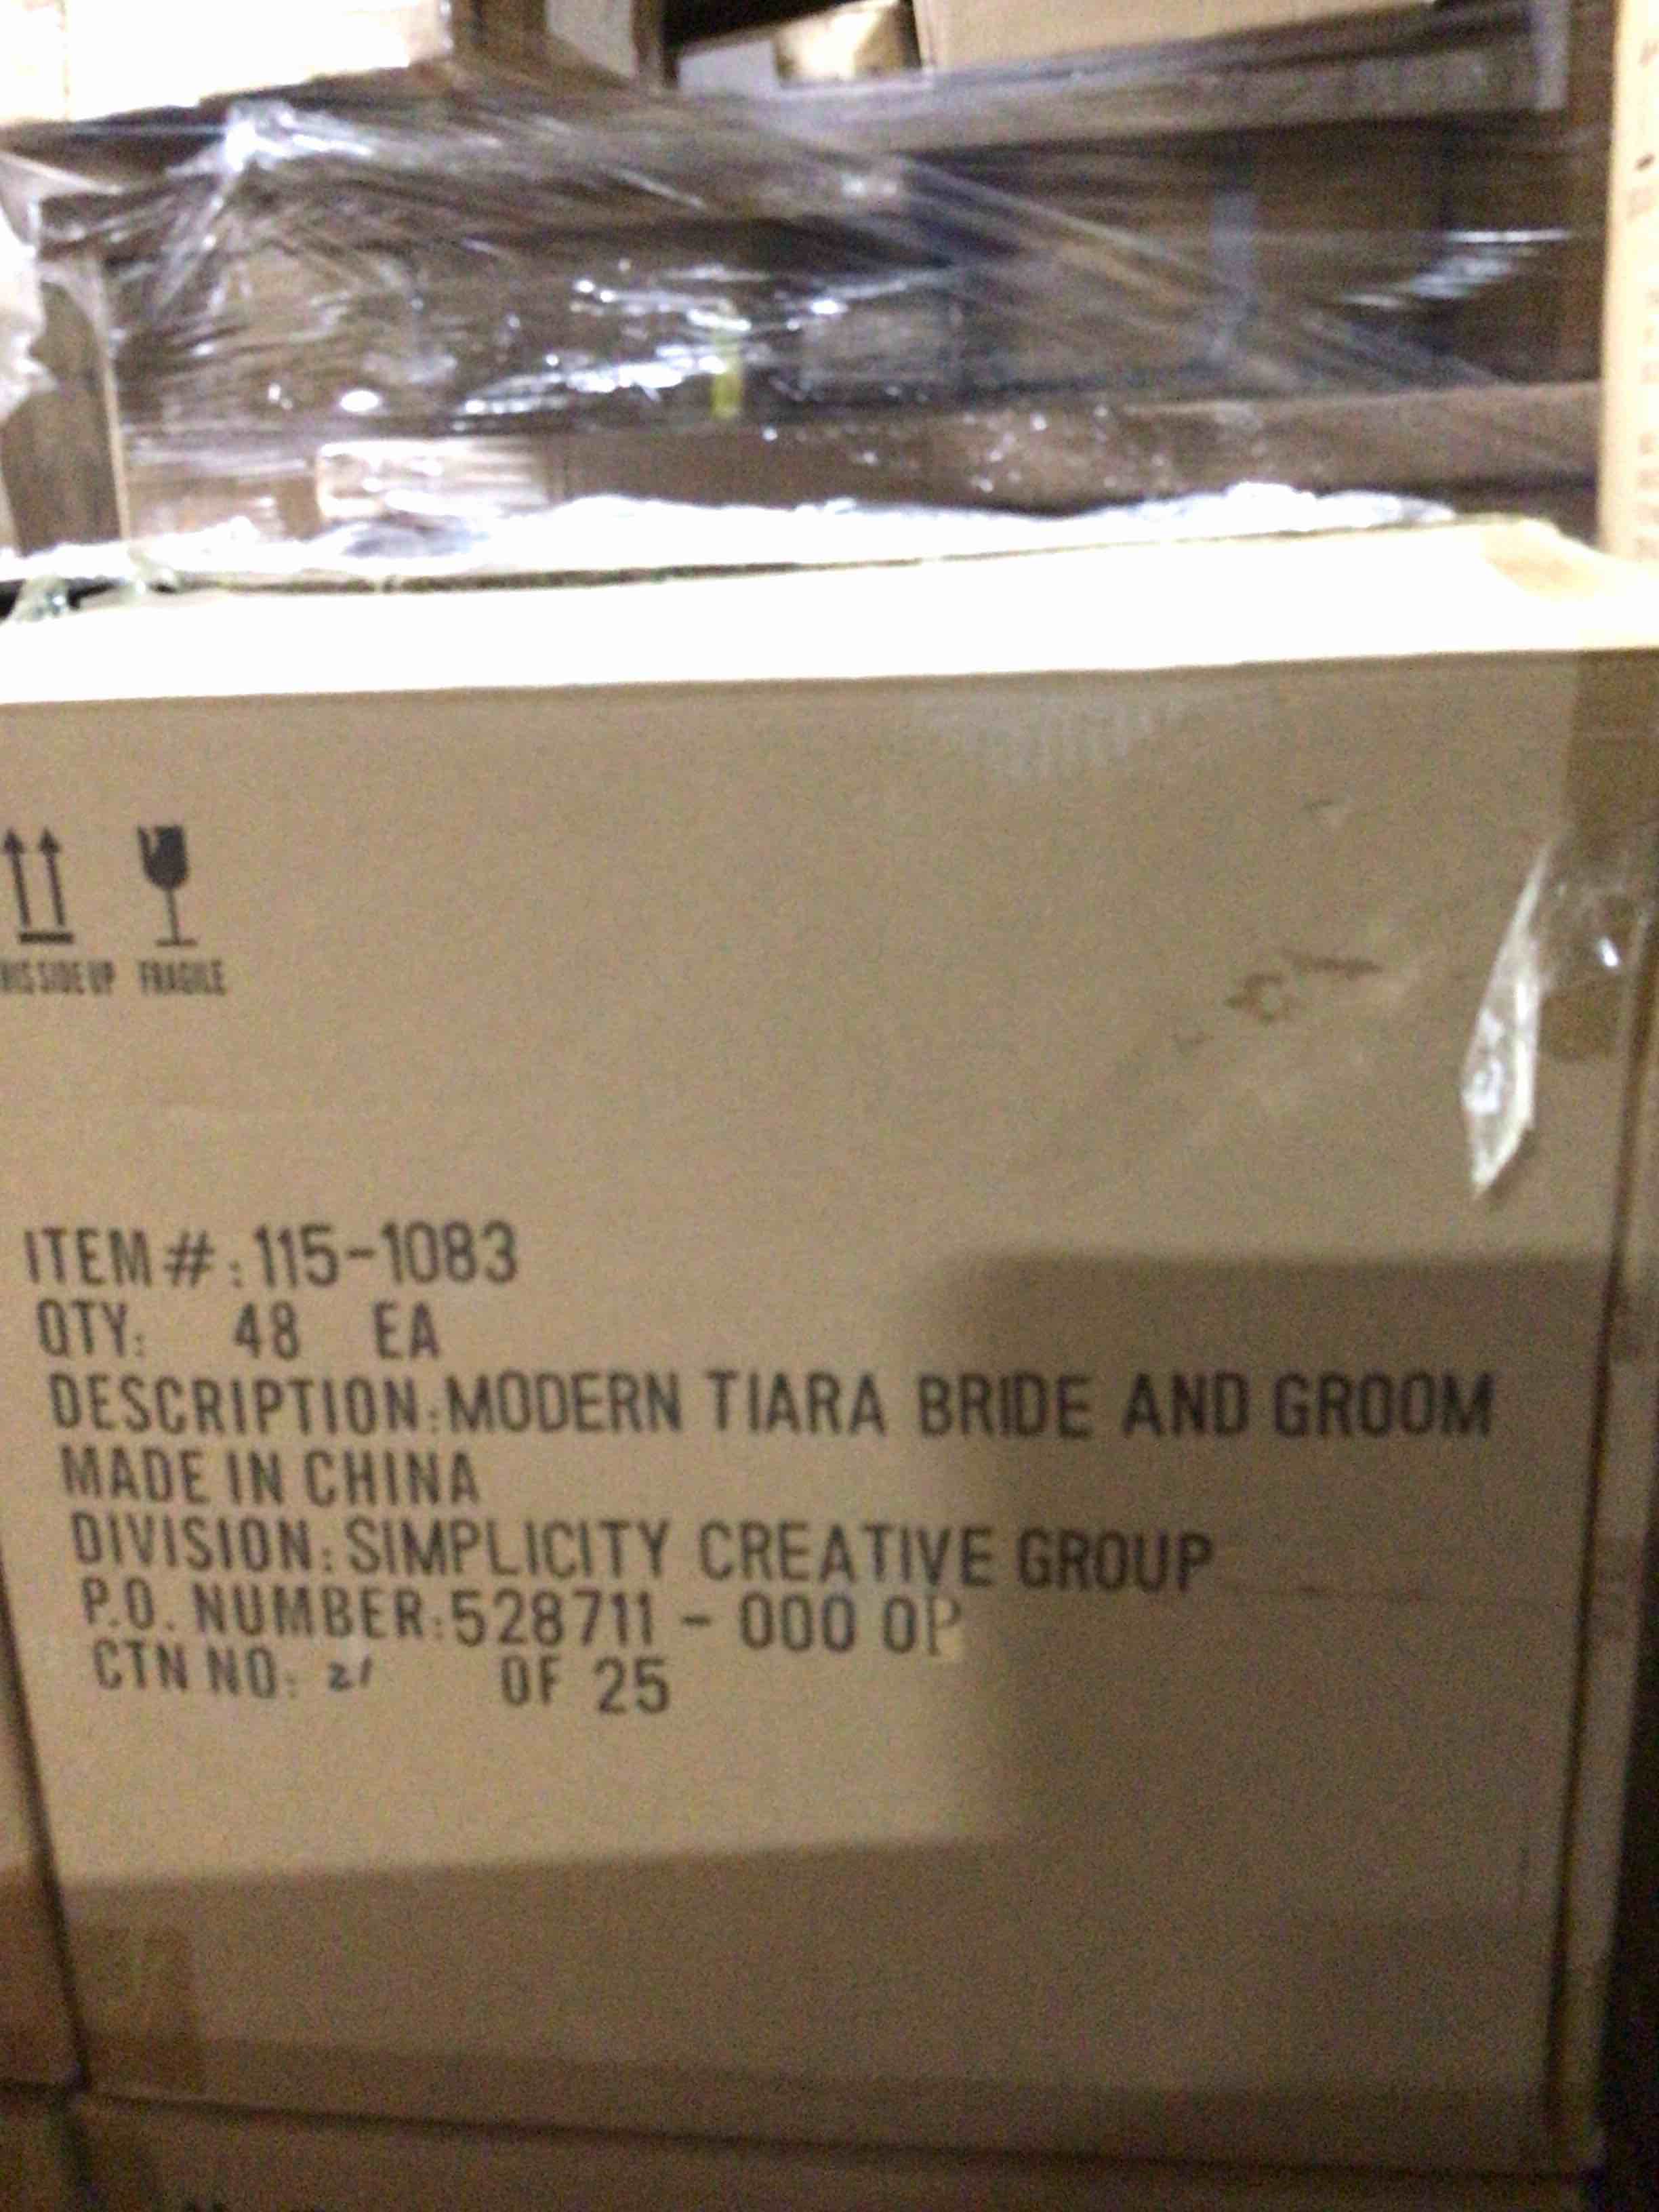 HIS SIDE UP FRAGILE
ITEM#:115-1083
QTY: 48 EA
DESCRIPTION:MODERN TIARA BRIDE AND GROOM
MADE IN CHINA
DIVISION:SIMPLICITY CREATIVE GROUP
P.O. NUMBER:528711 - 000 OP
CTN NO: 21 OF 25